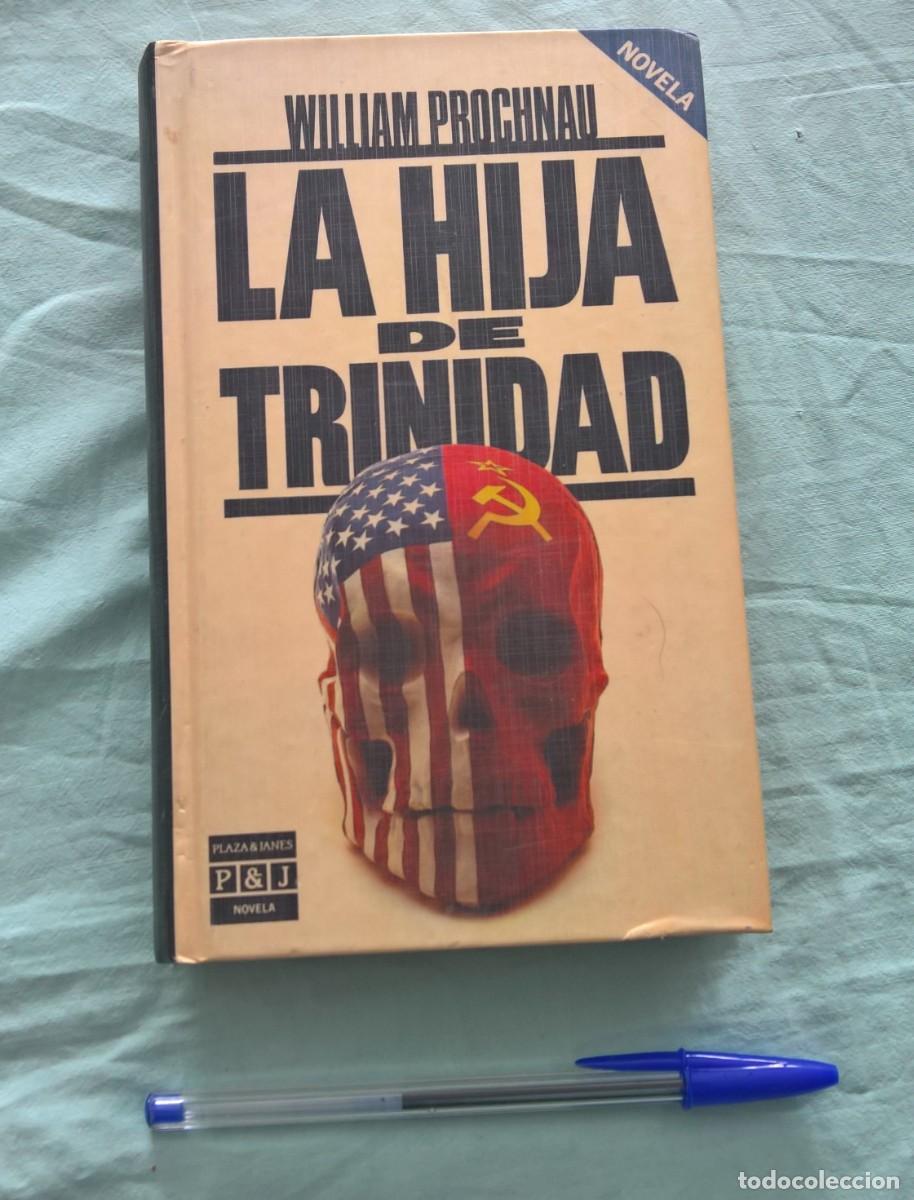 NOVELA
WILLIAM PROCHNAU
LA HIJA
DE
TRINIDAD
PLAZA & JANES
P & J
NOVELA
todocoleccion